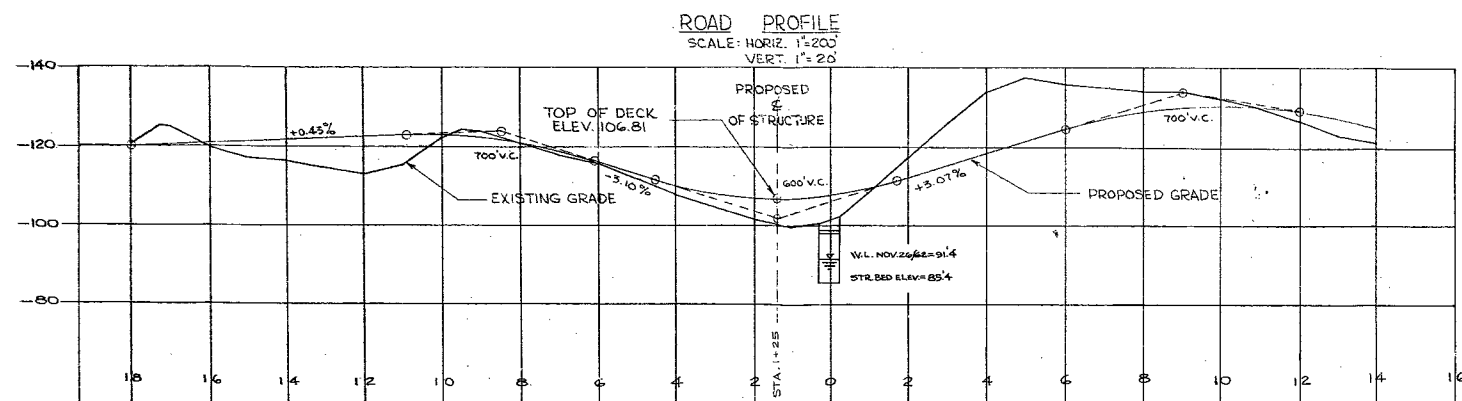 ROAD PROFILE
SCALE: HORIZ. 1"=200'
VERT. 1"=20'
140
120
100
80
+0.45%
TOP OF DECK
ELEV. 106.81
PROPOSED
℄
OF STRUCTURE
700' V.C.
-3.10%
600' V.C.
+3.07%
700' V.C.
EXISTING GRADE
PROPOSED GRADE
W.L. NOV. 26/62=91.4
STR. BED ELEV.=85.4
STA. 1+25
18 16 14 12 10 8 6 4 2 0 2 4 6 8 10 12 14 16